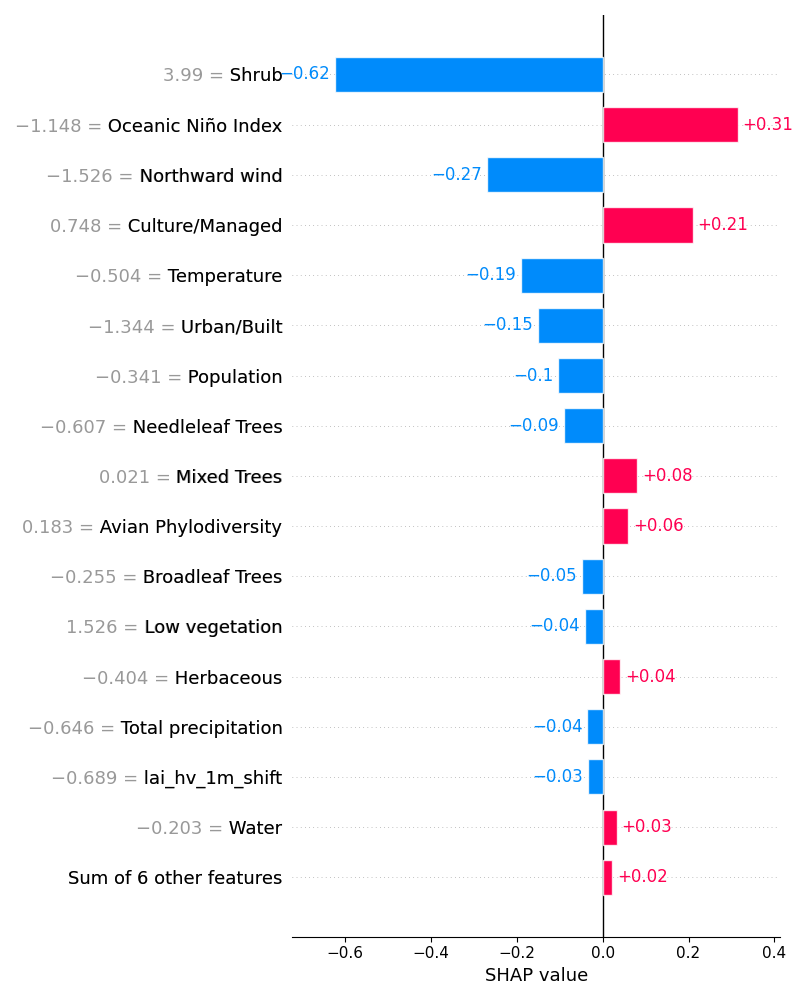 3.99 = Shrub −0.62
−1.148 = Oceanic Niño Index +0.31
−1.526 = Northward wind −0.27
0.748 = Culture/Managed +0.21
−0.504 = Temperature −0.19
−1.344 = Urban/Built −0.15
−0.341 = Population −0.1
−0.607 = Needleleaf Trees −0.09
0.021 = Mixed Trees +0.08
0.183 = Avian Phylodiversity +0.06
−0.255 = Broadleaf Trees −0.05
1.526 = Low vegetation −0.04
−0.404 = Herbaceous +0.04
−0.646 = Total precipitation −0.04
−0.689 = lai_hv_1m_shift −0.03
−0.203 = Water +0.03
Sum of 6 other features +0.02
−0.6 −0.4 −0.2 0.0 0.2 0.4
SHAP value